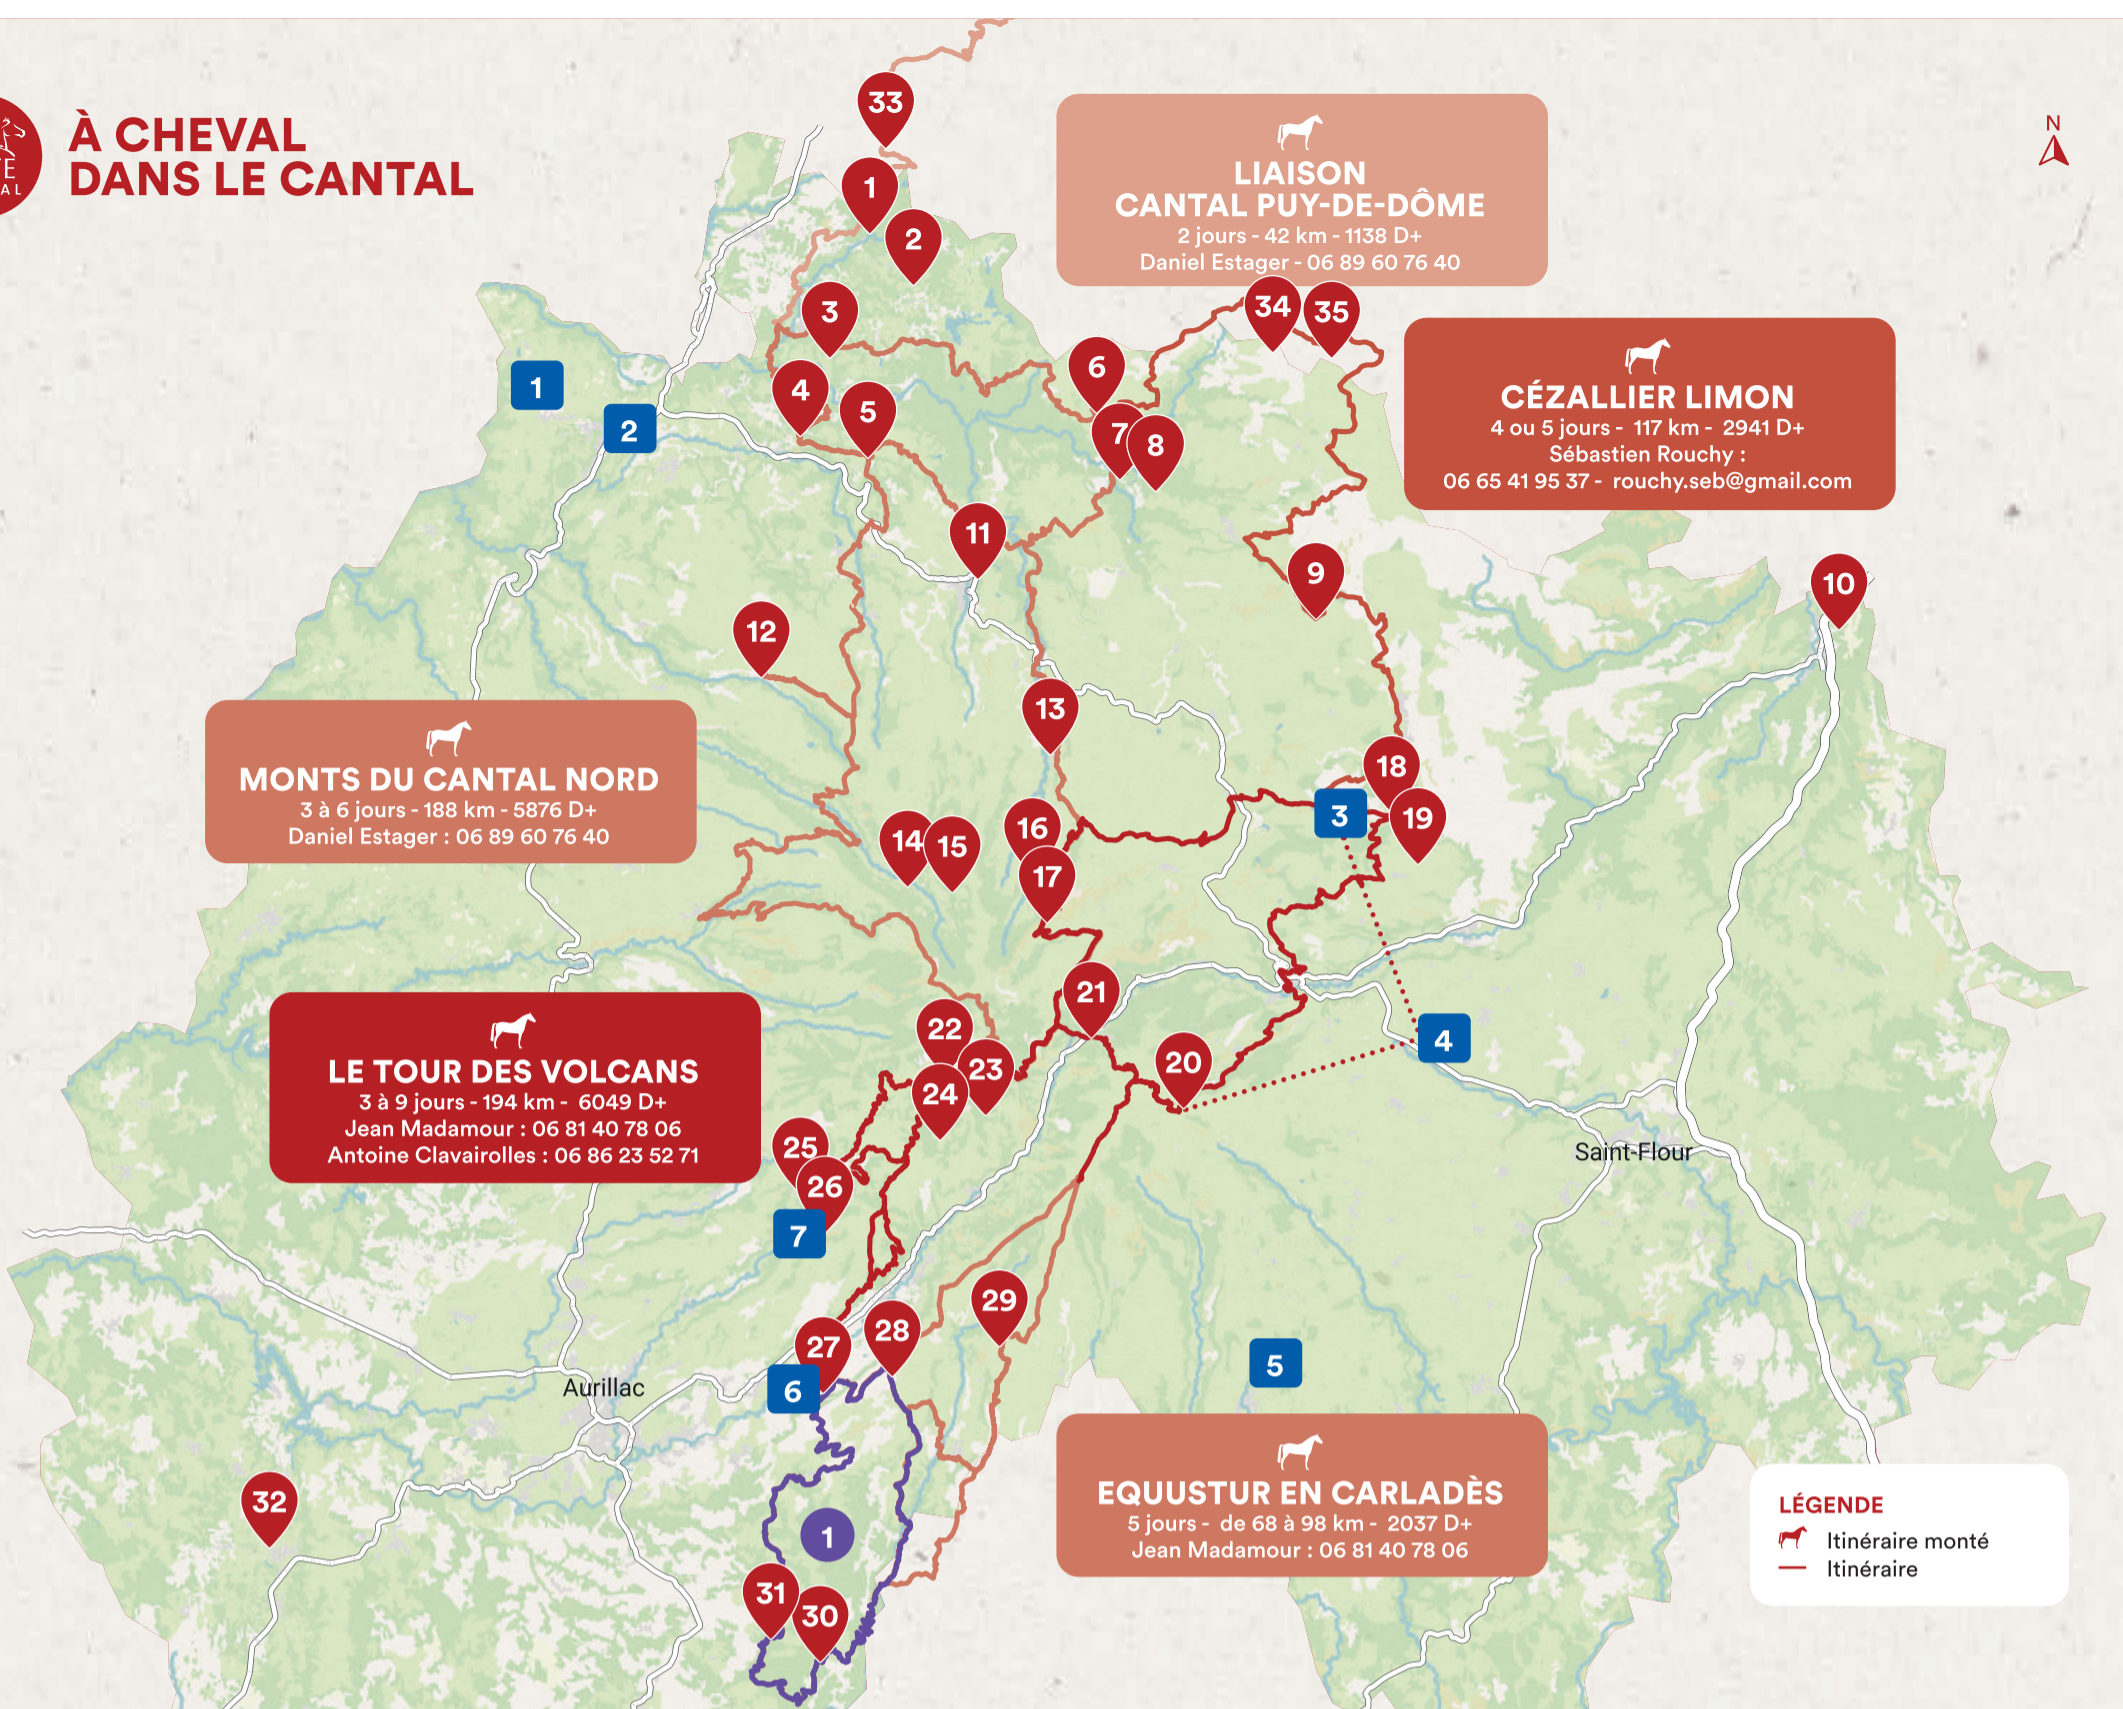 TE
AL
À CHEVAL
DANS LE CANTAL
N
33
1
2
3
4
5
6
7
8
34
35
LIAISON
CANTAL PUY-DE-DÔME
2 jours - 42 km - 1138 D+
Daniel Estager - 06 89 60 76 40
CÉZALLIER LIMON
4 ou 5 jours - 117 km - 2941 D+
Sébastien Rouchy :
06 65 41 95 37 - rouchy.seb@gmail.com
1
2
11
9
10
12
13
MONTS DU CANTAL NORD
3 à 6 jours - 188 km - 5876 D+
Daniel Estager : 06 89 60 76 40
18
3
19
14
15
16
17
LE TOUR DES VOLCANS
3 à 9 jours - 194 km - 6049 D+
Jean Madamour : 06 81 40 78 06
Antoine Clavairolles : 06 86 23 52 71
21
22
23
24
20
4
25
26
7
Saint-Flour
29
28
27
6
5
Aurillac
EQUUSTUR EN CARLADÈS
5 jours - de 68 à 98 km - 2037 D+
Jean Madamour : 06 81 40 78 06
32
1
31
30
LÉGENDE
Itinéraire monté
Itinéraire